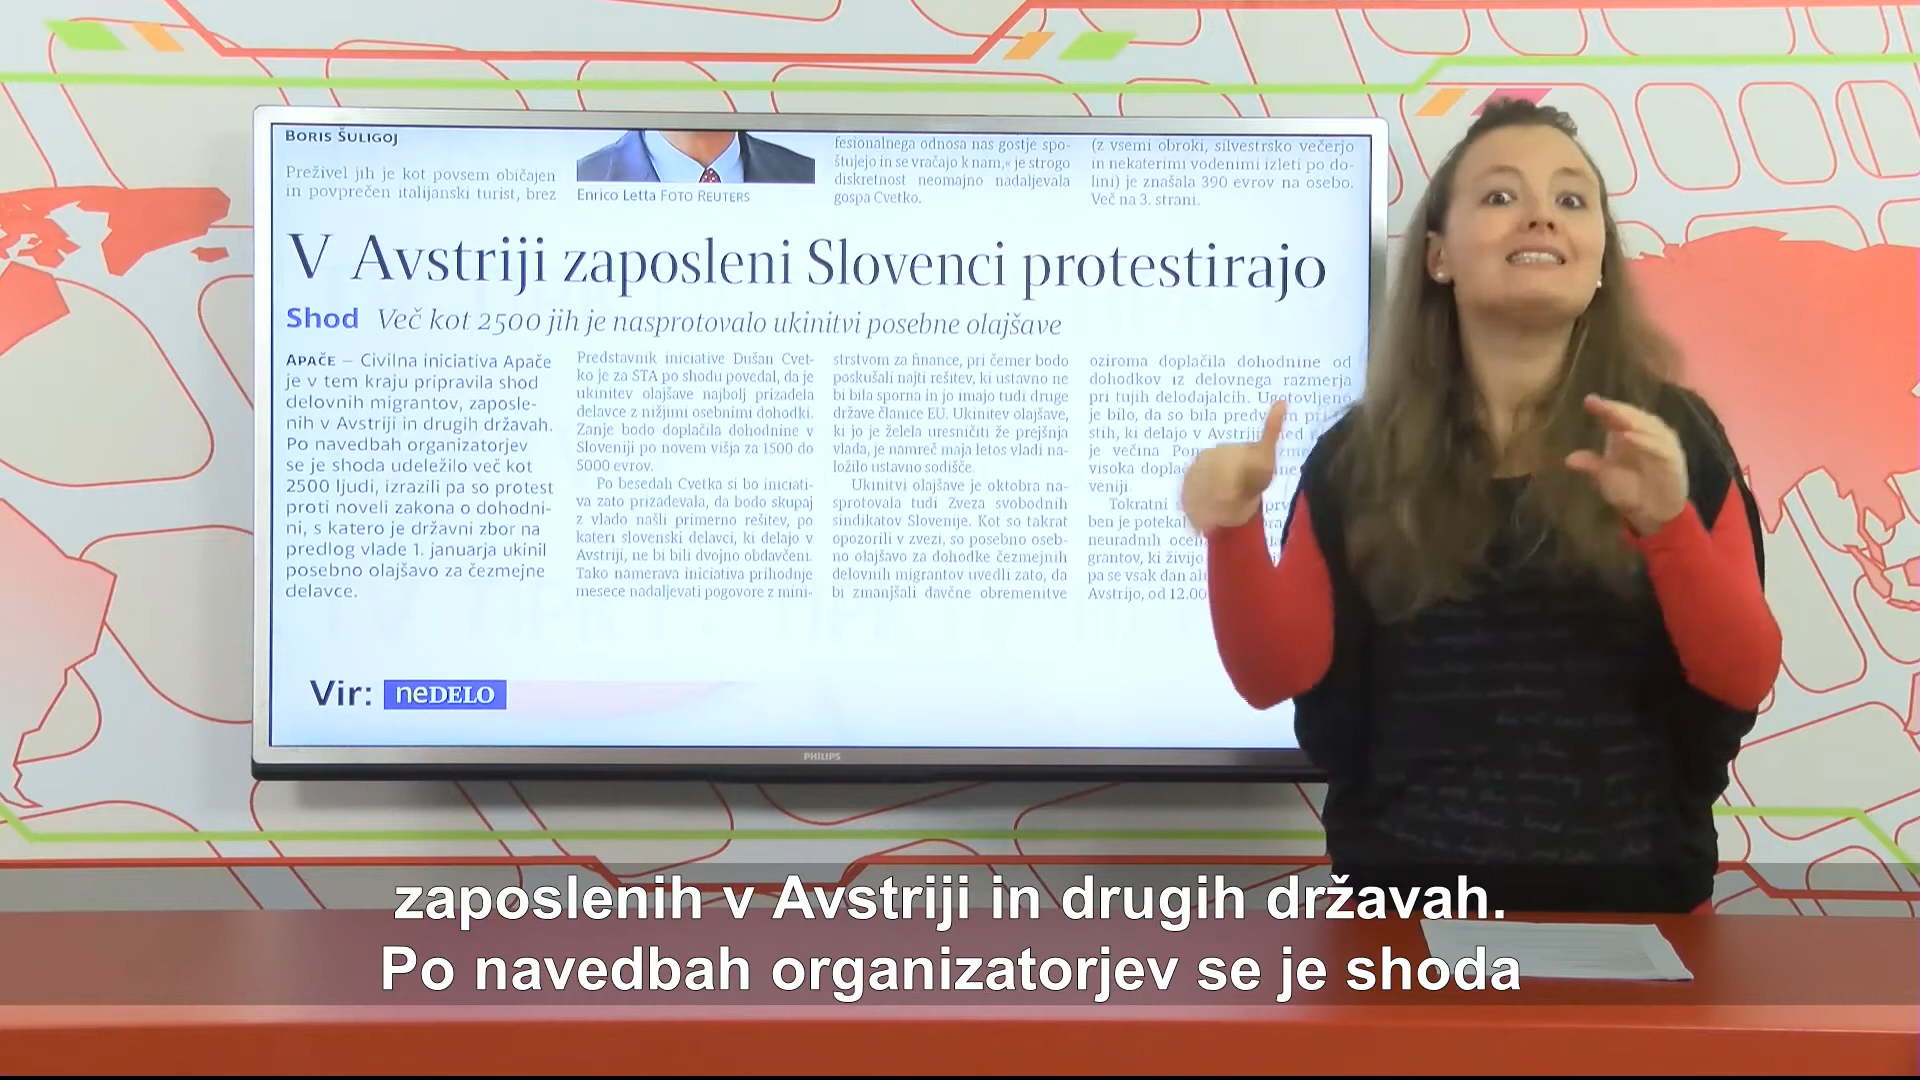 BORIS ŠULIGOJ
Preživel jih je kot povsem običajen
in povprečen italijanski turist, brez
Enrico Letta FOTO REUTERS
fesionalnega odnosa nas gostje spo-
štujejo in se vračajo k nam,« je strogo
diskretnost neomajno nadaljevala
gospa Cvetko.
(z vsemi obroki, silvestrsko večerjo
in nekaterimi vodenimi izleti po do-
lini) je znašala 390 evrov na osebo.
Več na 3. strani.
V Avstriji zaposleni Slovenci protestirajo
Shod Več kot 2500 jih je nasprotovalo ukinitvi posebne olajšave
APAČE – Civilna iniciativa Apače
je v tem kraju pripravila shod
delovnih migrantov, zaposle-
nih v Avstriji in drugih državah.
Po navedbah organizatorjev
se je shoda udeležilo več kot
2500 ljudi, izrazili pa so protest
proti noveli zakona o dohodni-
ni, s katero je državni zbor na
predlog vlade 1. januarja ukinil
posebno olajšavo za čezmejne
delavce.
Predstavnik iniciative Dušan Cvet-
ko je za STA po shodu povedal, da je
ukinitev olajšave najbolj prizadela
delavce z nižjimi osebnimi dohodki.
Zanje bodo doplačila dohodnine v
Sloveniji po novem višja za 1500 do
5000 evrov.
Po besedah Cvetka si bo iniciati-
va zato prizadevala, da bodo skupaj
z vlado našli primerno rešitev, po
kateri slovenski delavci, ki delajo v
Avstriji, ne bi bili dvojno obdavčeni.
Tako namerava iniciativa prihodnje
mesece nadaljevati pogovore z mini-
strstvom za finance, pri čemer bodo
poskušali najti rešitev, ki ustavno ne
bi bila sporna in jo imajo tudi druge
države članice EU. Ukinitev olajšave,
ki jo je želela uresničiti že prejšnja
vlada, je namreč maja letos vladi na-
ložilo ustavno sodišče.
Ukinitvi olajšave je oktobra na-
sprotovala tudi Zveza svobodnih
sindikatov Slovenije. Kot so takrat
opozorili v zvezi, so posebno oseb-
no olajšavo za dohodke čezmejnih
delovnih migrantov uvedli zato, da
bi zmanjšali davčne obremenitve
oziroma doplačila dohodnine od
dohodkov iz delovnega razmerja
pri tujih delodajalcih. Ugotovljeno
je bilo, da so bila
stih, ki delajo v Avstriji
je večina
visoka
veniji
Tokratni
ben je potekal
neuradnih
grantov, ki živijo
pa se vsak dan
Avstrijo, od 12.00
Vir: neDELO
PHILIPS
zaposlenih v Avstriji in drugih državah.
Po navedbah organizatorjev se je shoda